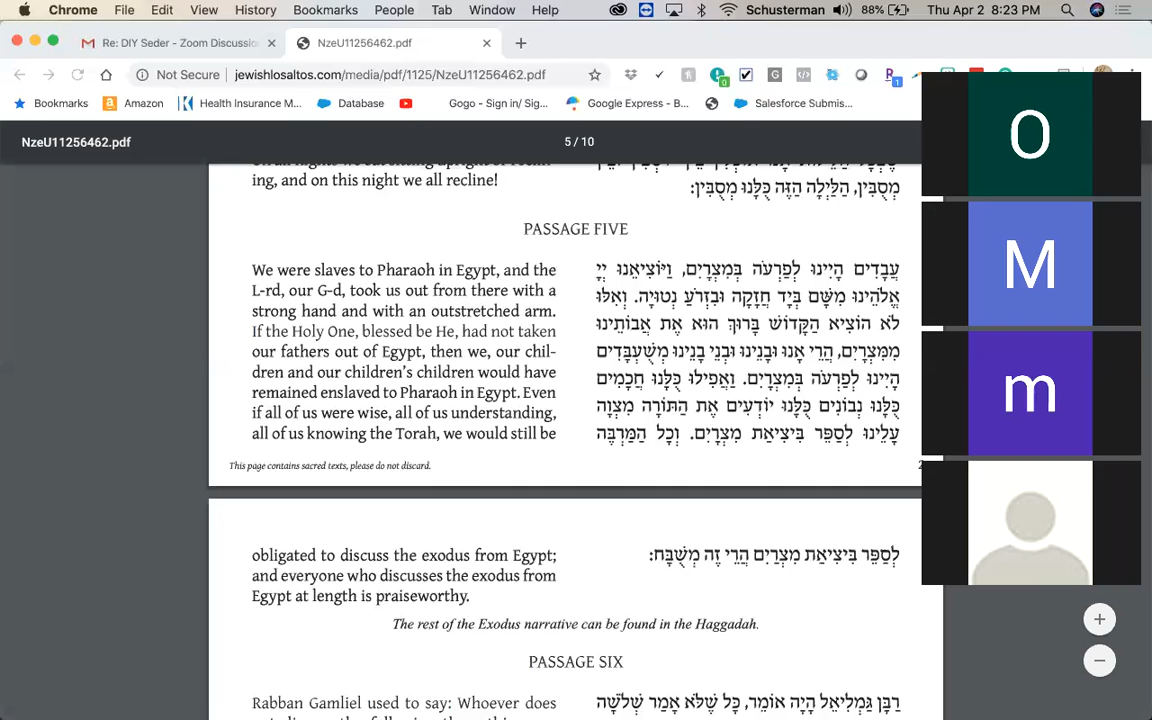 Chrome File Edit View History Bookmarks People Tab Window Help Schusterman 88% Thu Apr 2 8:23 PM
Re: DIY Seder - Zoom Discussio NzeU11256462.pdf
Not Secure jewishlosaltos.com/media/pdf/1125/NzeU11256462.pdf
Bookmarks Amazon Health Insurance M... Database Gogo - Sign in/ Sig... Google Express - B... Salesforce Submis...
NzeU11256462.pdf 5 / 10
ing, and on this night we all recline!
מְסֻבִּין, הַלַּיְלָה הַזֶּה כֻּלָּנוּ מְסֻבִּין:
PASSAGE FIVE
We were slaves to Pharaoh in Egypt, and the
L-rd, our G-d, took us out from there with a
strong hand and with an outstretched arm.
If the Holy One, blessed be He, had not taken
our fathers out of Egypt, then we, our chil-
dren and our children's children would have
remained enslaved to Pharaoh in Egypt. Even
if all of us were wise, all of us understanding,
all of us knowing the Torah, we would still be
עֲבָדִים הָיִינוּ לְפַרְעֹה בְּמִצְרָיִם, וַיּוֹצִיאֵנוּ יְיָ
אֱלֹהֵינוּ מִשָּׁם בְּיָד חֲזָקָה וּבִזְרֹעַ נְטוּיָה. וְאִלּוּ
לֹא הוֹצִיא הַקָּדוֹשׁ בָּרוּךְ הוּא אֶת אֲבוֹתֵינוּ
מִמִּצְרָיִם, הֲרֵי אָנוּ וּבָנֵינוּ וּבְנֵי בָנֵינוּ מְשֻׁעְבָּדִים
הָיִינוּ לְפַרְעֹה בְּמִצְרָיִם. וַאֲפִילוּ כֻּלָּנוּ חֲכָמִים
כֻּלָּנוּ נְבוֹנִים כֻּלָּנוּ יוֹדְעִים אֶת הַתּוֹרָה מִצְוָה
עָלֵינוּ לְסַפֵּר בִּיצִיאַת מִצְרָיִם. וְכָל הַמַּרְבֶּה
This page contains sacred texts, please do not discard.
obligated to discuss the exodus from Egypt;
and everyone who discusses the exodus from
Egypt at length is praiseworthy.
לְסַפֵּר בִּיצִיאַת מִצְרַיִם הֲרֵי זֶה מְשֻׁבָּח:
The rest of the Exodus narrative can be found in the Haggadah.
PASSAGE SIX
Rabban Gamliel used to say: Whoever does
רַבָּן גַּמְלִיאֵל הָיָה אוֹמֵר, כָּל שֶׁלֹּא אָמַר שְׁלֹשָׁה
O
M
m